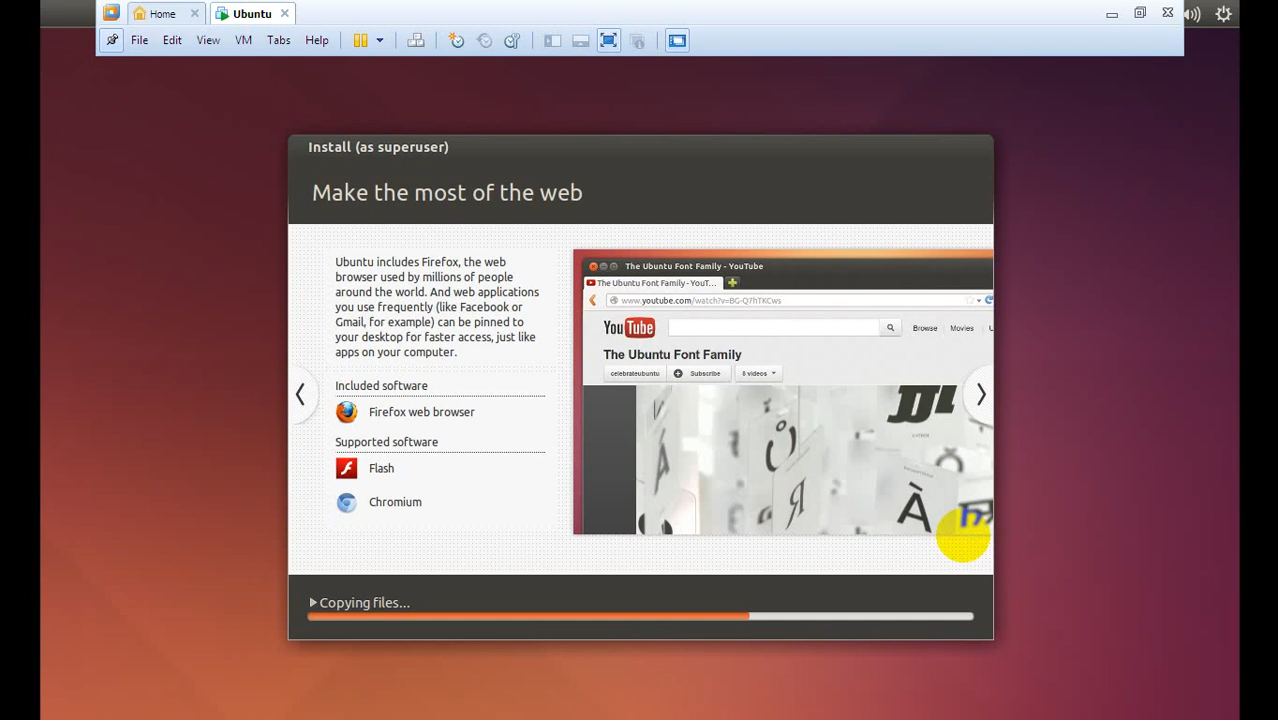 Home
Ubuntu
File Edit View VM Tabs Help
Install (as superuser)
Make the most of the web
Ubuntu includes Firefox, the web
browser used by millions of people
around the world. And web applications
you use frequently (like Facebook or
Gmail, for example) can be pinned to
your desktop for faster access, just like
apps on your computer.
Included software
Firefox web browser
Supported software
Flash
Chromium
The Ubuntu Font Family - YouTube
The Ubuntu Font Family - YouT...
www.youtube.com/watch?v=BG-Q7hTKCws
YouTube
Browse Movies U
The Ubuntu Font Family
celebrateubuntu Subscribe 8 videos
Я
À
Copying files...